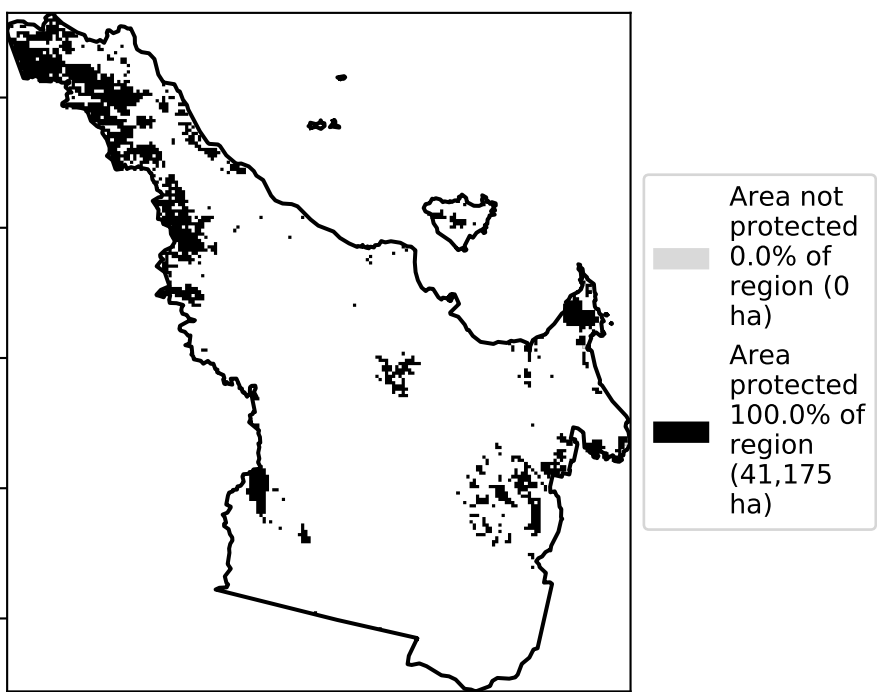 Area not
protected
0.0% of
region (0
ha)
Area
protected
100.0% of
region
(41,175
ha)